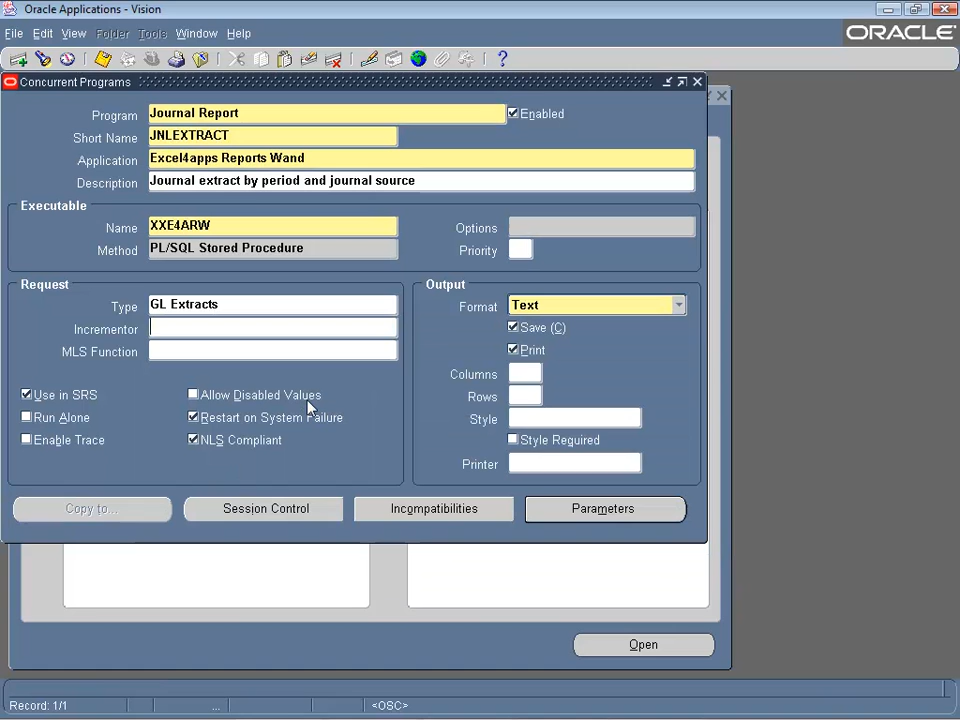 Oracle Applications - Vision
File Edit View Folder Tools Window Help
ORACLE
Concurrent Programs
Program Journal Report Enabled
Short Name JNLEXTRACT
Application Excel4apps Reports Wand
Description Journal extract by period and journal source
Executable
Name XXE4ARW Options
Method PL/SQL Stored Procedure Priority
Request Output
Type GL Extracts Format Text
Incrementor Save (C)
MLS Function Print
Columns
Use in SRS Allow Disabled Values Rows
Run Alone Restart on System Failure Style
Enable Trace NLS Compliant Style Required
Printer
Copy to... Session Control Incompatibilities Parameters
Open
Record: 1/1 ... <OSC>